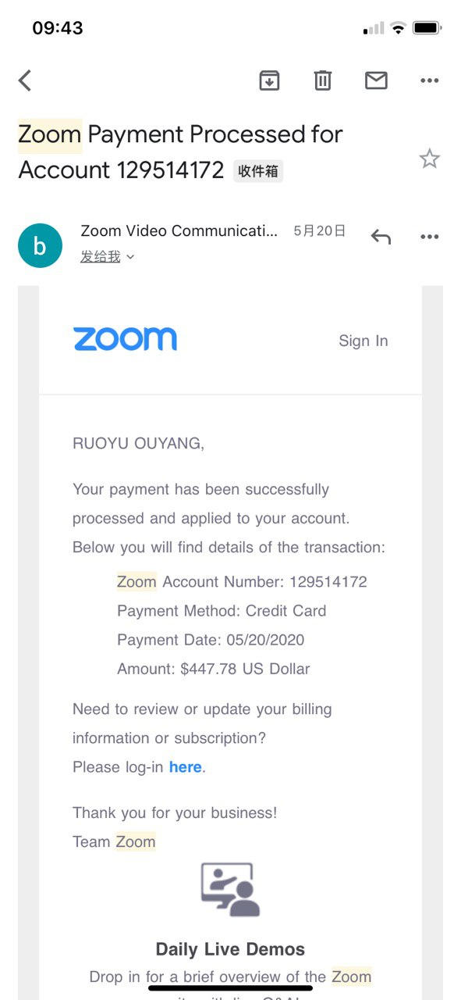 09:43
Zoom Payment Processed for
Account 129514172 收件箱
b
Zoom Video Communicati... 5月20日
发给我
zoom
Sign In
RUOYU OUYANG,
Your payment has been successfully
processed and applied to your account.
Below you will find details of the transaction:
Zoom Account Number: 129514172
Payment Method: Credit Card
Payment Date: 05/20/2020
Amount: $447.78 US Dollar
Need to review or update your billing
information or subscription?
Please log-in here.
Thank you for your business!
Team Zoom
Daily Live Demos
Drop in for a brief overview of the Zoom